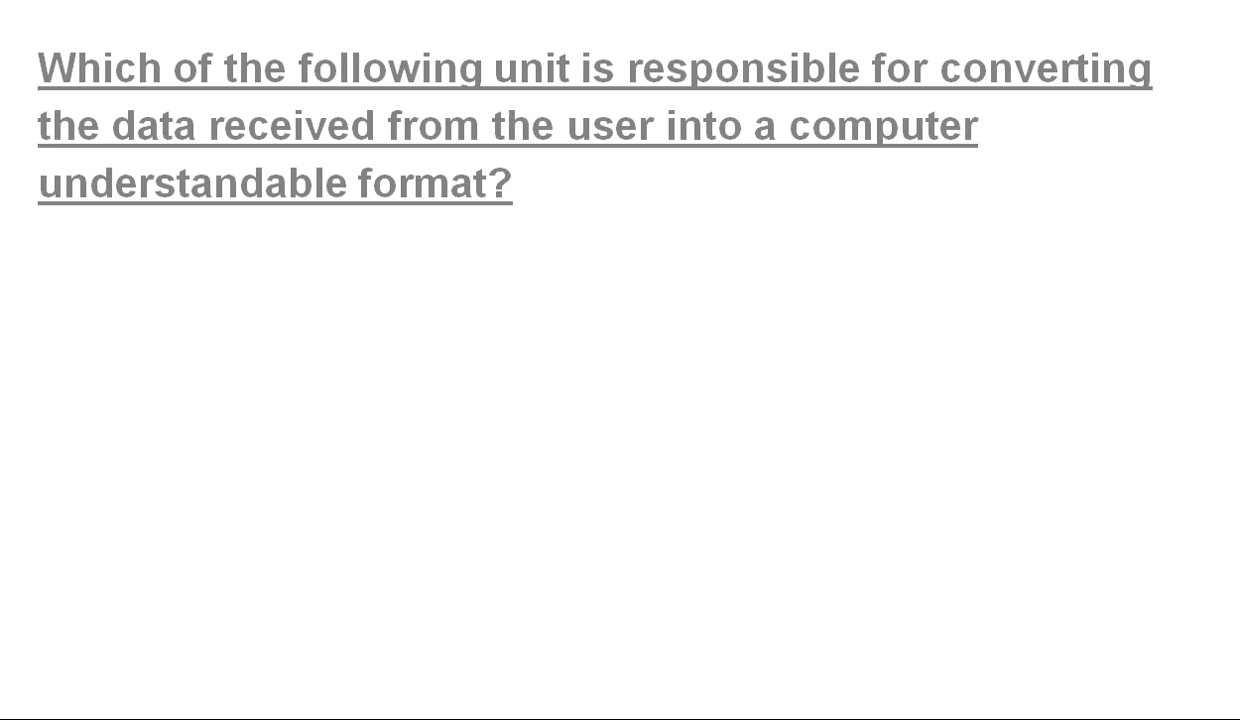 Which of the following unit is responsible for converting
the data received from the user into a computer
understandable format?